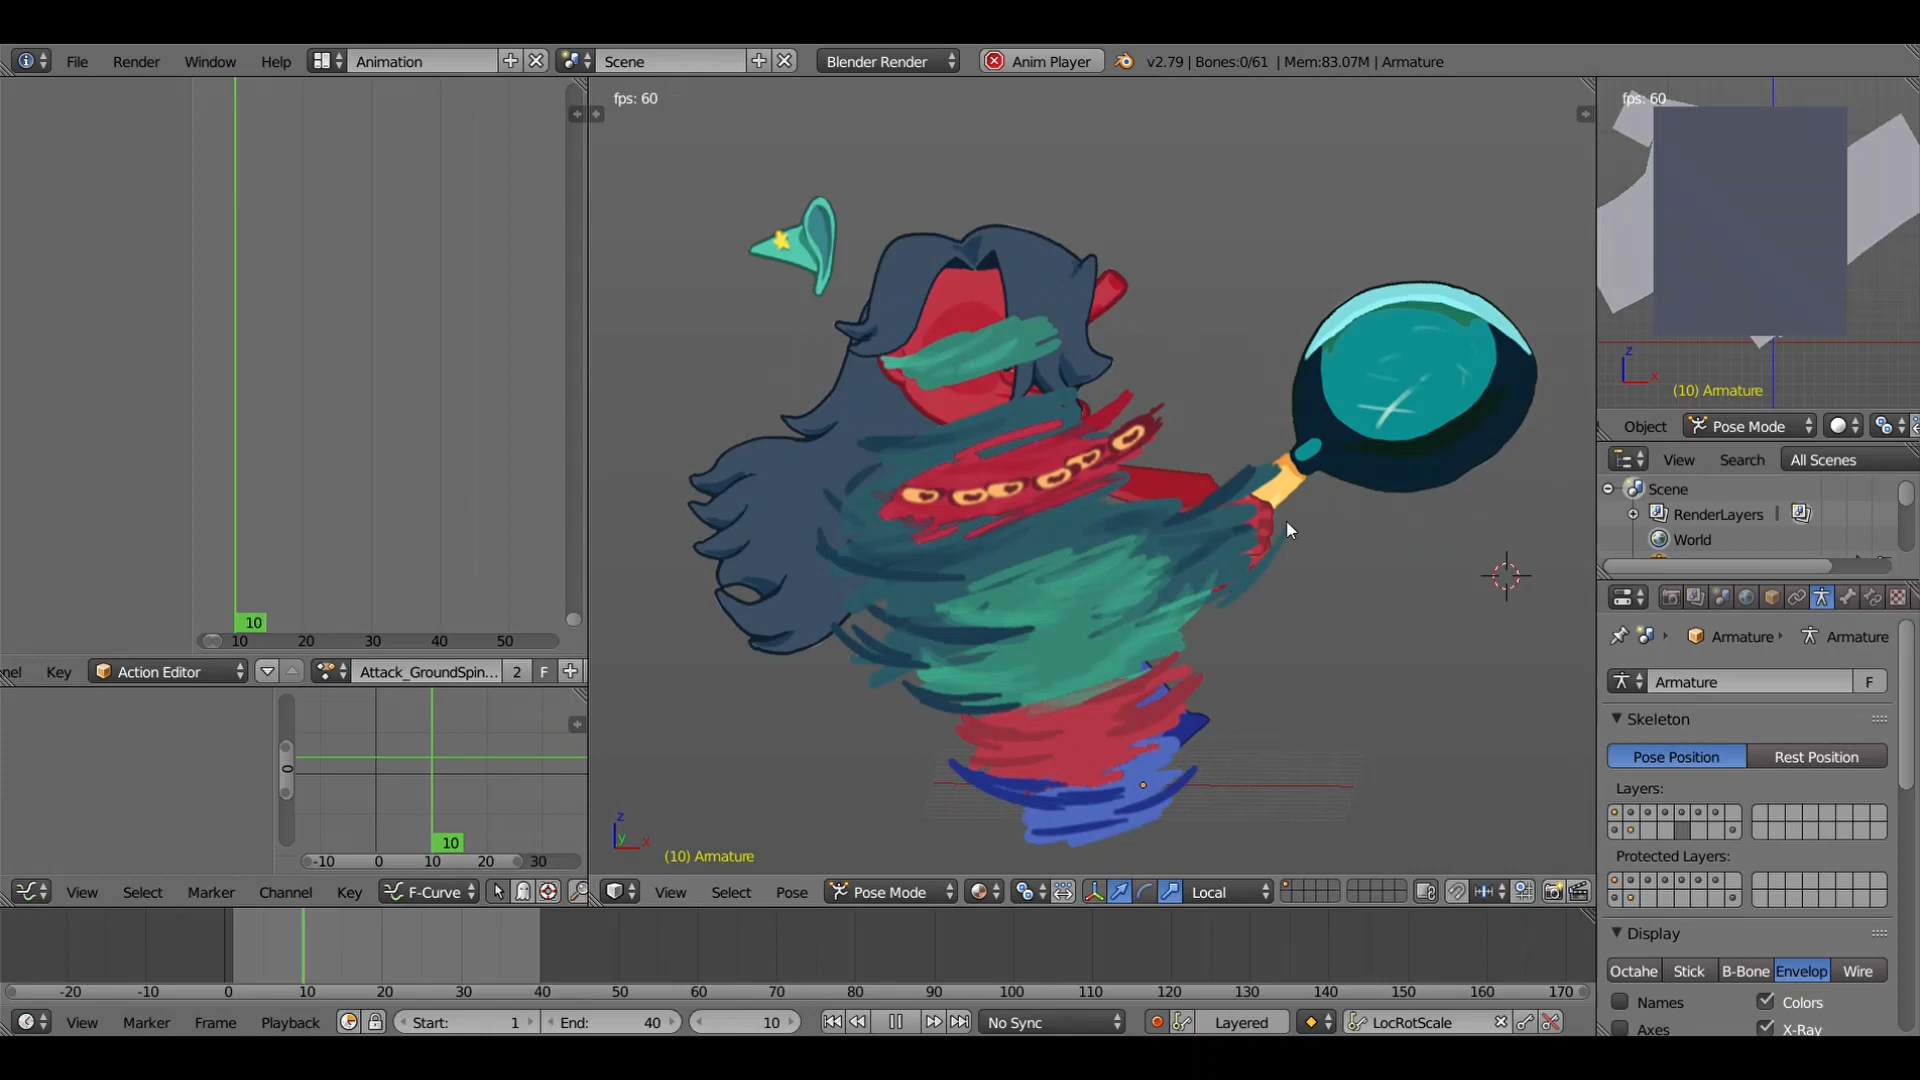 File Render Window Help Animation Scene Blender Render Anim Player v2.79 | Bones:0/61 | Mem:83.07M | Armature
fps: 60
fps: 60
z
x
(10) Armature
Object Pose Mode
View Search All Scenes
Scene
RenderLayers
World
Armature Armature
Armature F
Skeleton
Pose Position Rest Position
Layers:
Protected Layers:
Display
Octahe Stick B-Bone Envelop Wire
Names Colors
Axes X-Ray
10
10 20 30 40 50
nel Key Action Editor Attack_GroundSpin... 2 F
0
10
-10 0 10 20 30
View Select Marker Channel Key F-Curve
z
y x
(10) Armature
View Select Pose Pose Mode Local
-20 -10 0 10 20 30 40 50 60 70 80 90 100 110 120 130 140 150 160 170
View Marker Frame Playback Start: 1 End: 40 10 No Sync Layered LocRotScale